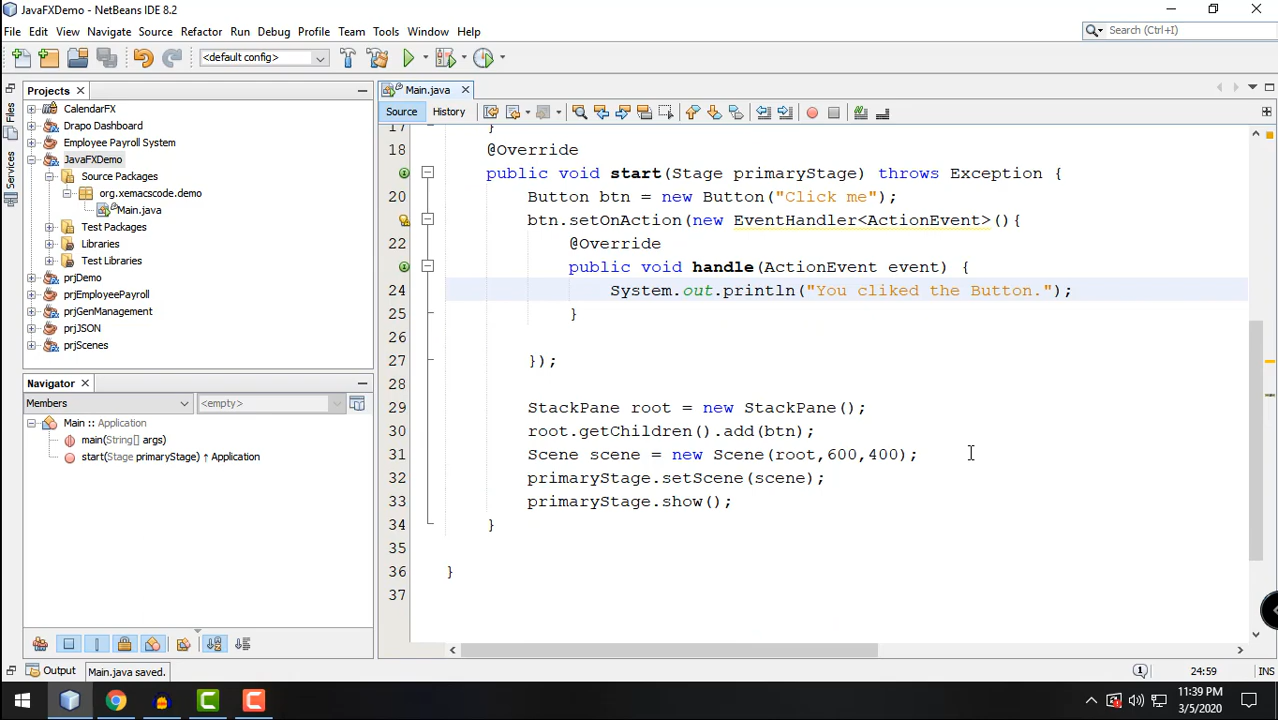 JavaFXDemo - NetBeans IDE 8.2
File Edit View Navigate Source Refactor Run Debug Profile Team Tools Window Help
Search (Ctrl+I)
<default config>
Projects
CalendarFX
Drapo Dashboard
Employee Payroll System
JavaFXDemo
Source Packages
org.xemacscode.demo
Main.java
Test Packages
Libraries
Test Libraries
prjDemo
prjEmployeePayroll
prjGenManagement
prjJSON
prjScenes
Files
Services
Navigator
Members
<empty>
Main :: Application
main(String[] args)
start(Stage primaryStage) ↑ Application
Main.java
Source History
17 }
18 @Override
public void start(Stage primaryStage) throws Exception {
20 Button btn = new Button("Click me");
btn.setOnAction(new EventHandler<ActionEvent>(){
22 @Override
public void handle(ActionEvent event) {
24 System.out.println("You cliked the Button.");
25 }
26
27 });
28
29 StackPane root = new StackPane();
30 root.getChildren().add(btn);
31 Scene scene = new Scene(root,600,400);
32 primaryStage.setScene(scene);
33 primaryStage.show();
34 }
35
36 }
37
Output Main.java saved.
24:59 INS
11:39 PM
3/5/2020